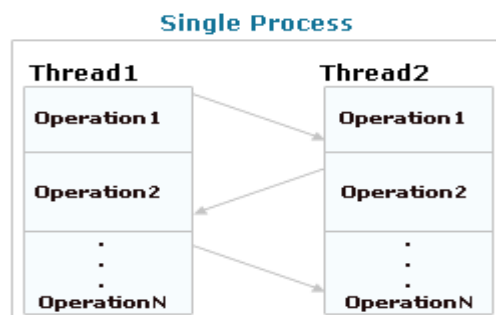 Single Process
Thread1
Thread2
Operation1
Operation1
Operation2
Operation2
.
.
.
.
.
.
OperationN
OperationN